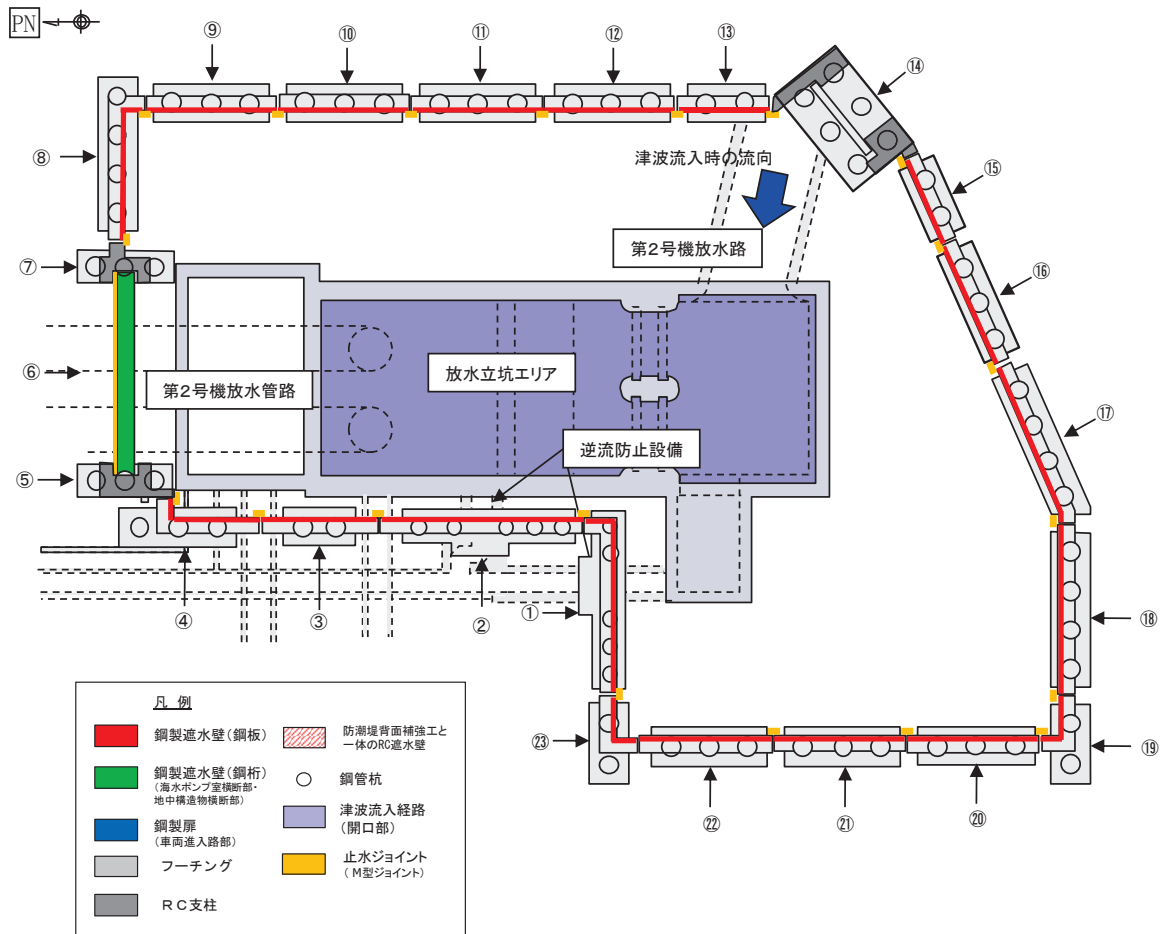 PN
⑨
⑩
⑪
⑫
⑬
⑭
⑧
津波流入時の流向
⑮
第2号機放水路
⑦
⑯
⑥
第2号機放水管路
放水立坑エリア
⑰
逆流防止設備
⑤
④
③
②
①
⑱
凡 例
鋼製遮水壁(鋼板)
防潮堤背面補強工と
一体のRC遮水壁
鋼製遮水壁(鋼桁)
(海水ポンプ室横断部・
地中構造物横断部)
鋼管杭
鋼製扉
(車両進入路部)
津波流入経路
(開口部)
フーチング
止水ジョイント
(M型ジョイント)
RC支柱
㉓
㉒
㉑
⑳
⑲